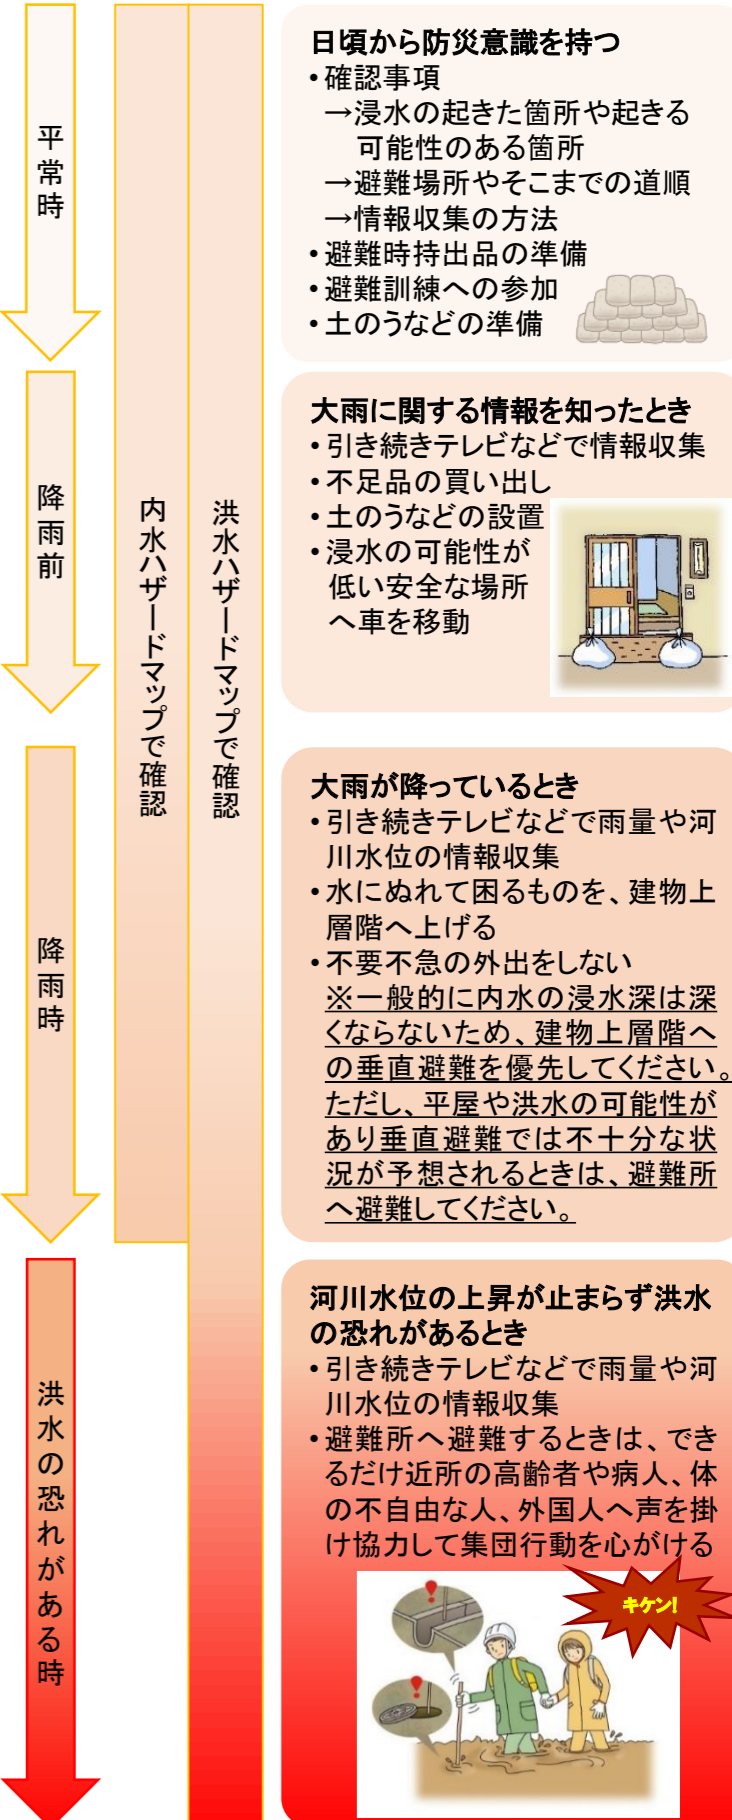 平常時
日頃から防災意識を持つ
・確認事項
→浸水の起きた箇所や起きる
可能性のある箇所
→避難場所やそこまでの道順
→情報収集の方法
・避難時持出品の準備
・避難訓練への参加
・土のうなどの準備
降雨前
大雨に関する情報を知ったとき
・引き続きテレビなどで情報収集
・不足品の買い出し
・土のうなどの設置
・浸水の可能性が
低い安全な場所
へ車を移動
内水ハザードマップで確認
洪水ハザードマップで確認
降雨時
大雨が降っているとき
・引き続きテレビなどで雨量や河
川水位の情報収集
・水にぬれて困るものを、建物上
層階へ上げる
・不要不急の外出をしない
※一般的に内水の浸水深は深
くならないため、建物上層階へ
の垂直避難を優先してください。
ただし、平屋や洪水の可能性が
あり垂直避難では不十分な状
況が予想されるときは、避難所
へ避難してください。
洪水の恐れがある時
河川水位の上昇が止まらず洪水
の恐れがあるとき
・引き続きテレビなどで雨量や河
川水位の情報収集
・避難所へ避難するときは、でき
るだけ近所の高齢者や病人、体
の不自由な人、外国人へ声を掛
け協力して集団行動を心がける
キケン!